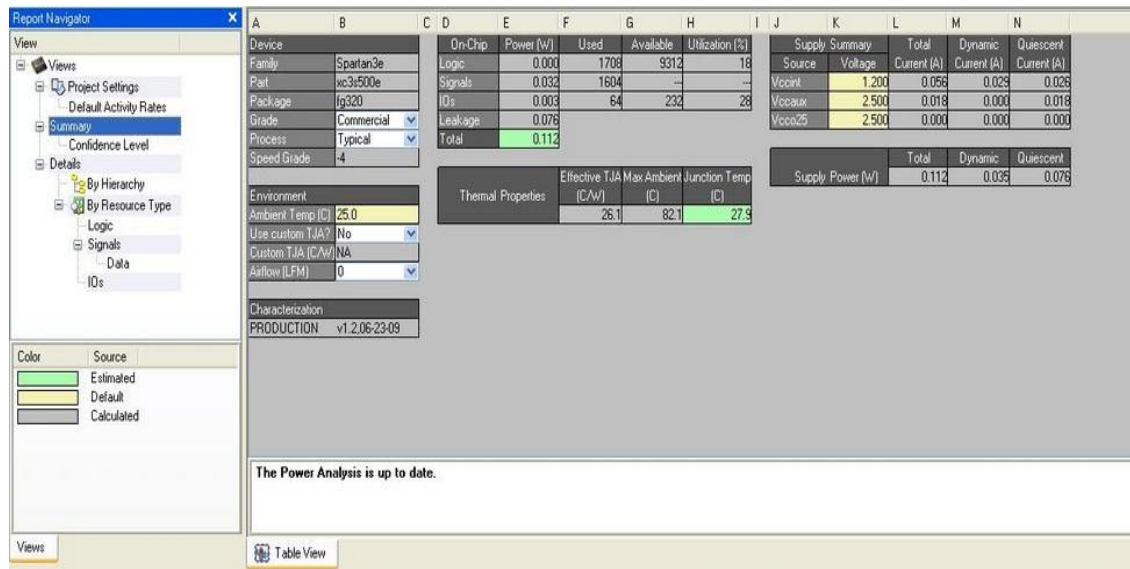 Report Navigator X
View
Views
Project Settings
Default Activity Rates
Summary
Confidence Level
Details
By Hierarchy
By Resource Type
Logic
Signals
Data
IOs
Color Source
Estimated
Default
Calculated
Views
A B C D E F G H I J K L M N
Device
Family Spartan3e
Part xc3s500e
Package fg320
Grade Commercial
Process Typical
Speed Grade -4
Environment
Ambient Temp (C) 25.0
Use custom TJA? No
Custom TJA (C/W) NA
Airflow (LFM) 0
Characterization
PRODUCTION v1.2,06-23-09
On-Chip Power (W) Used Available Utilization (%)
Logic 0.000 1708 9312 18
Signals 0.032 1604 --- ---
IOs 0.003 64 232 28
Leakage 0.076
Total 0.112
Effective TJA Max Ambient Junction Temp
Thermal Properties (C/W) (C) (C)
26.1 82.1 27.9
Supply Summary Total Dynamic Quiescent
Source Voltage Current (A) Current (A) Current (A)
Vccint 1.200 0.056 0.029 0.026
Vccaux 2.500 0.018 0.000 0.018
Vcco25 2.500 0.000 0.000 0.000
Total Dynamic Quiescent
Supply Power (W) 0.112 0.035 0.076
The Power Analysis is up to date.
Table View